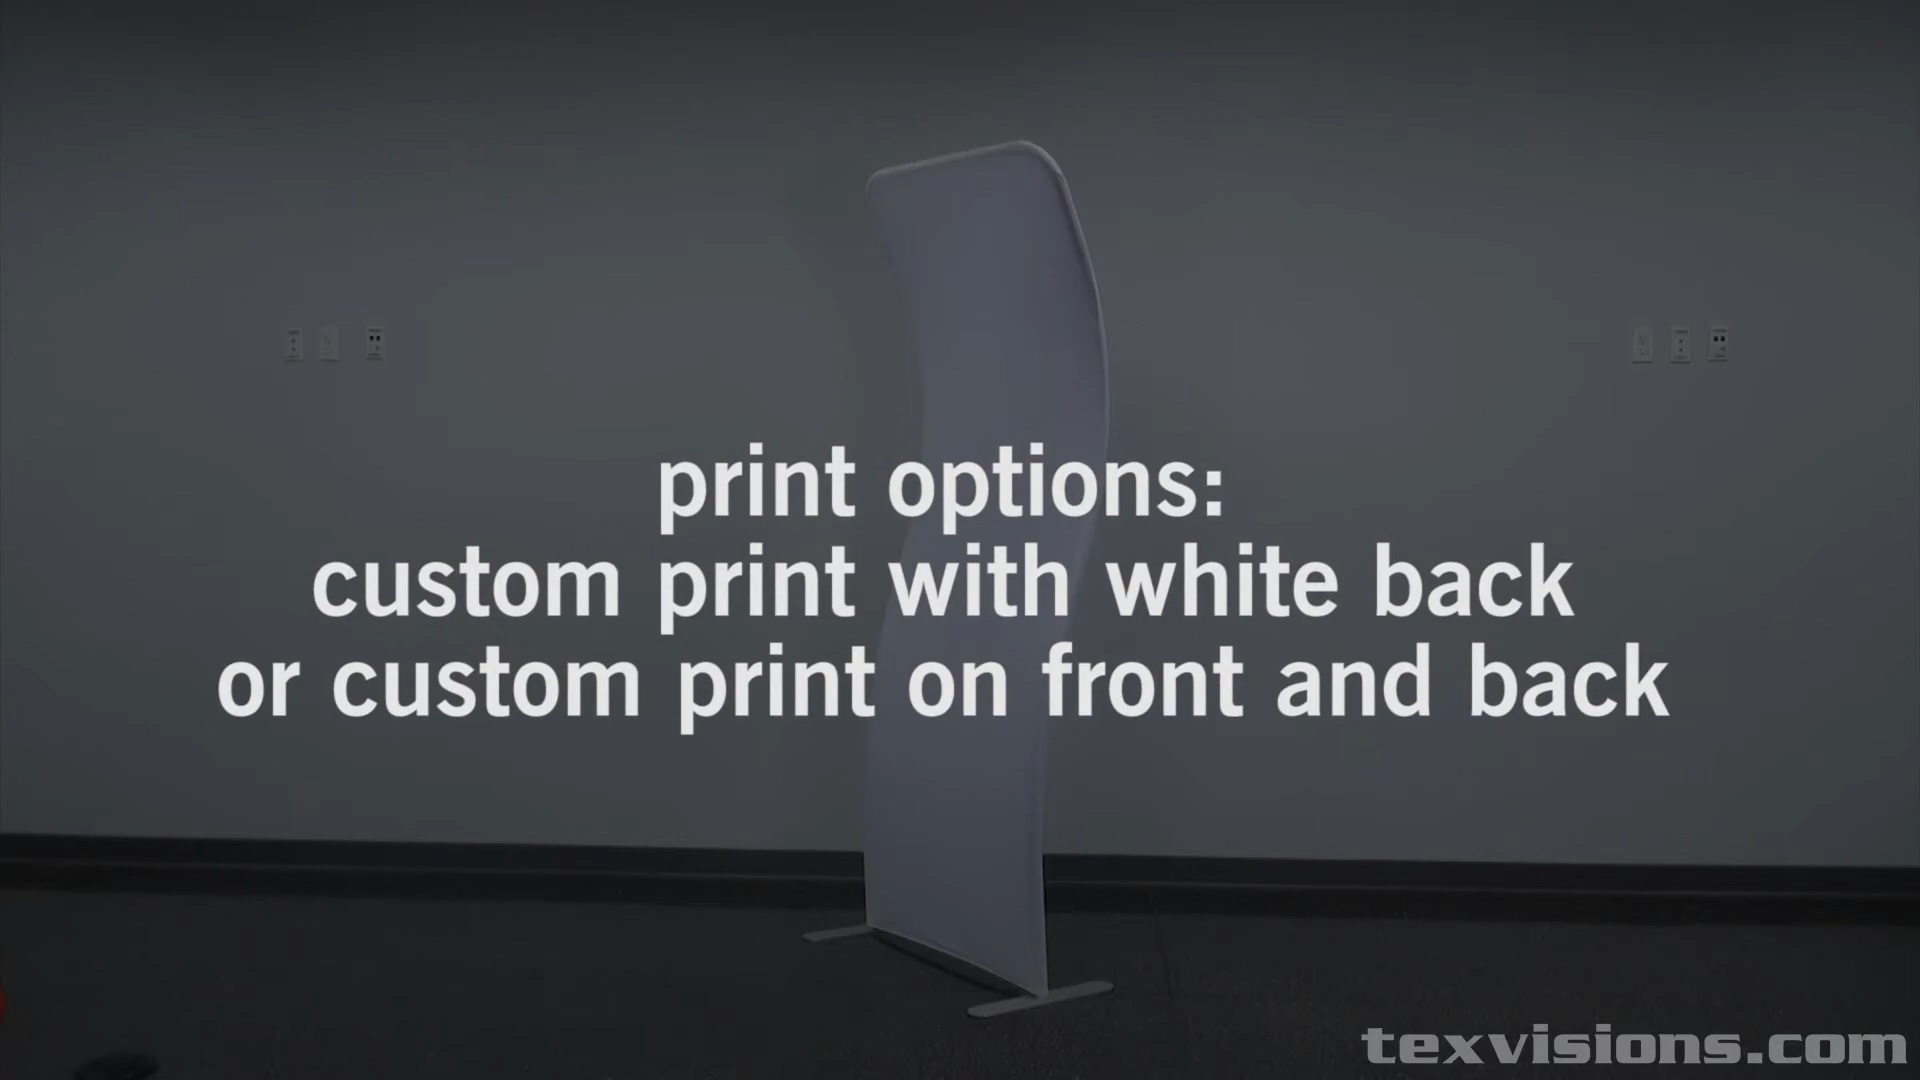 print options:
custom print with white back
or custom print on front and back
texvisions.com